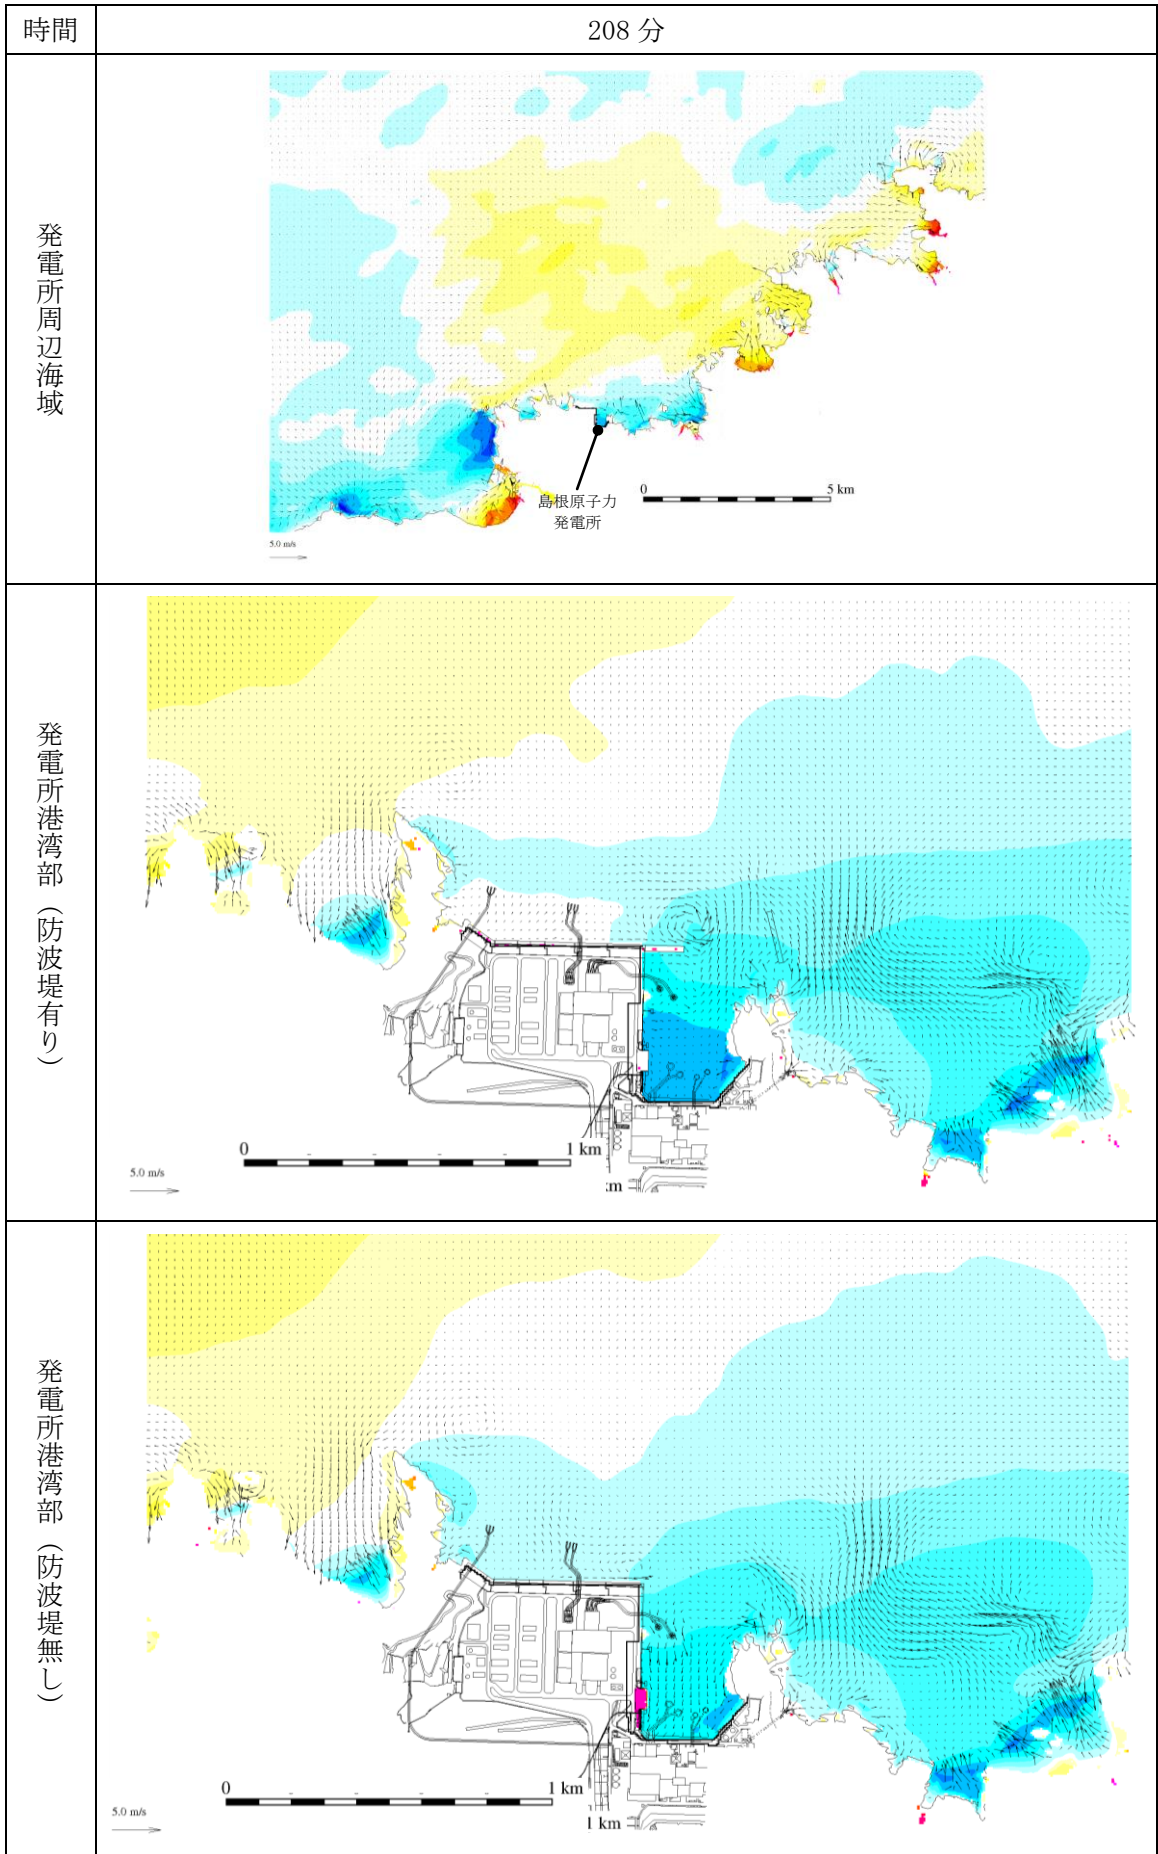 時間
208 分
発電所周辺海域
島根原子力
発電所
0
5 km
5.0 m/s
発電所港湾部（防波堤有り）
0
1 km
:m
5.0 m/s
発電所港湾部（防波堤無し）
0
1 km
1 km
5.0 m/s